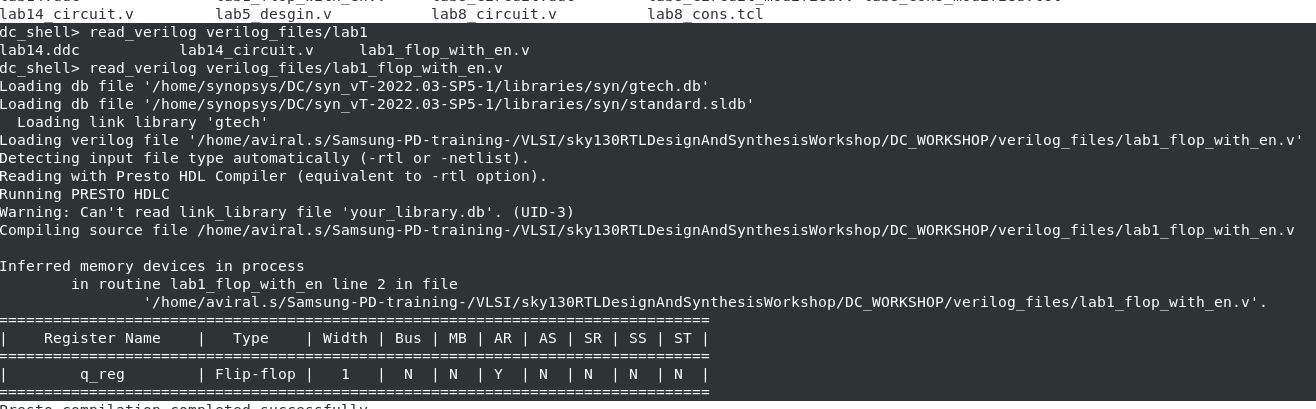 lab14_circuit.v         lab5_desgin.v           lab8_circuit.v          lab8_cons.tcl
dc_shell> read_verilog verilog_files/lab1
lab14.ddc           lab14_circuit.v     lab1_flop_with_en.v
dc_shell> read_verilog verilog_files/lab1_flop_with_en.v
Loading db file '/home/synopsys/DC/syn_vT-2022.03-SP5-1/libraries/syn/gtech.db'
Loading db file '/home/synopsys/DC/syn_vT-2022.03-SP5-1/libraries/syn/standard.sldb'
  Loading link library 'gtech'
Loading verilog file '/home/aviral.s/Samsung-PD-training-/VLSI/sky130RTLDesignAndSynthesisWorkshop/DC_WORKSHOP/verilog_files/lab1_flop_with_en.v'
Detecting input file type automatically (-rtl or -netlist).
Reading with Presto HDL Compiler (equivalent to -rtl option).
Running PRESTO HDLC
Warning: Can't read link_library file 'your_library.db'. (UID-3)
Compiling source file /home/aviral.s/Samsung-PD-training-/VLSI/sky130RTLDesignAndSynthesisWorkshop/DC_WORKSHOP/verilog_files/lab1_flop_with_en.v
Inferred memory devices in process
        in routine lab1_flop_with_en line 2 in file
                '/home/aviral.s/Samsung-PD-training-/VLSI/sky130RTLDesignAndSynthesisWorkshop/DC_WORKSHOP/verilog_files/lab1_flop_with_en.v'.
===============================================================================
|    Register Name    |   Type    | Width | Bus | MB | AR | AS | SR | SS | ST |
===============================================================================
|        q_reg        | Flip-flop |   1   |  N  | N  | Y  | N  | N  | N  | N  |
===============================================================================
Presto compilation completed successfully